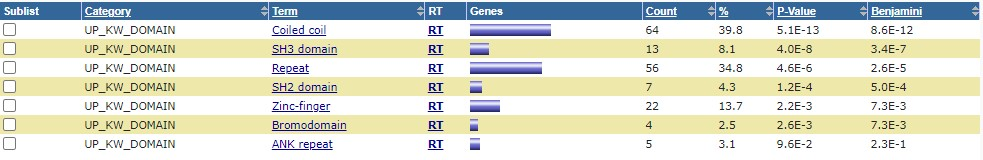 Sublist Category Term RT Genes Count % P-Value Benjamini
UP_KW_DOMAIN Coiled coil RT 64 39.8 5.1E-13 8.6E-12
UP_KW_DOMAIN SH3 domain RT 13 8.1 4.0E-8 3.4E-7
UP_KW_DOMAIN Repeat RT 56 34.8 4.6E-6 2.6E-5
UP_KW_DOMAIN SH2 domain RT 7 4.3 1.2E-4 5.0E-4
UP_KW_DOMAIN Zinc-finger RT 22 13.7 2.2E-3 7.3E-3
UP_KW_DOMAIN Bromodomain RT 4 2.5 2.6E-3 7.3E-3
UP_KW_DOMAIN ANK repeat RT 5 3.1 9.6E-2 2.3E-1